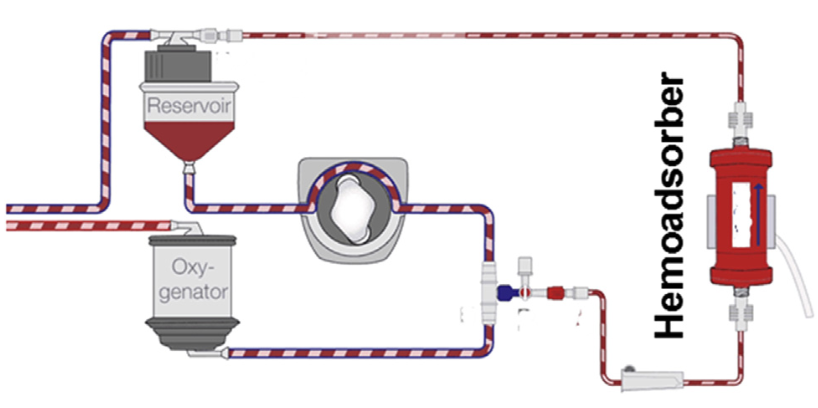 Reservoir
Hemoadsorber
Oxy-
genator